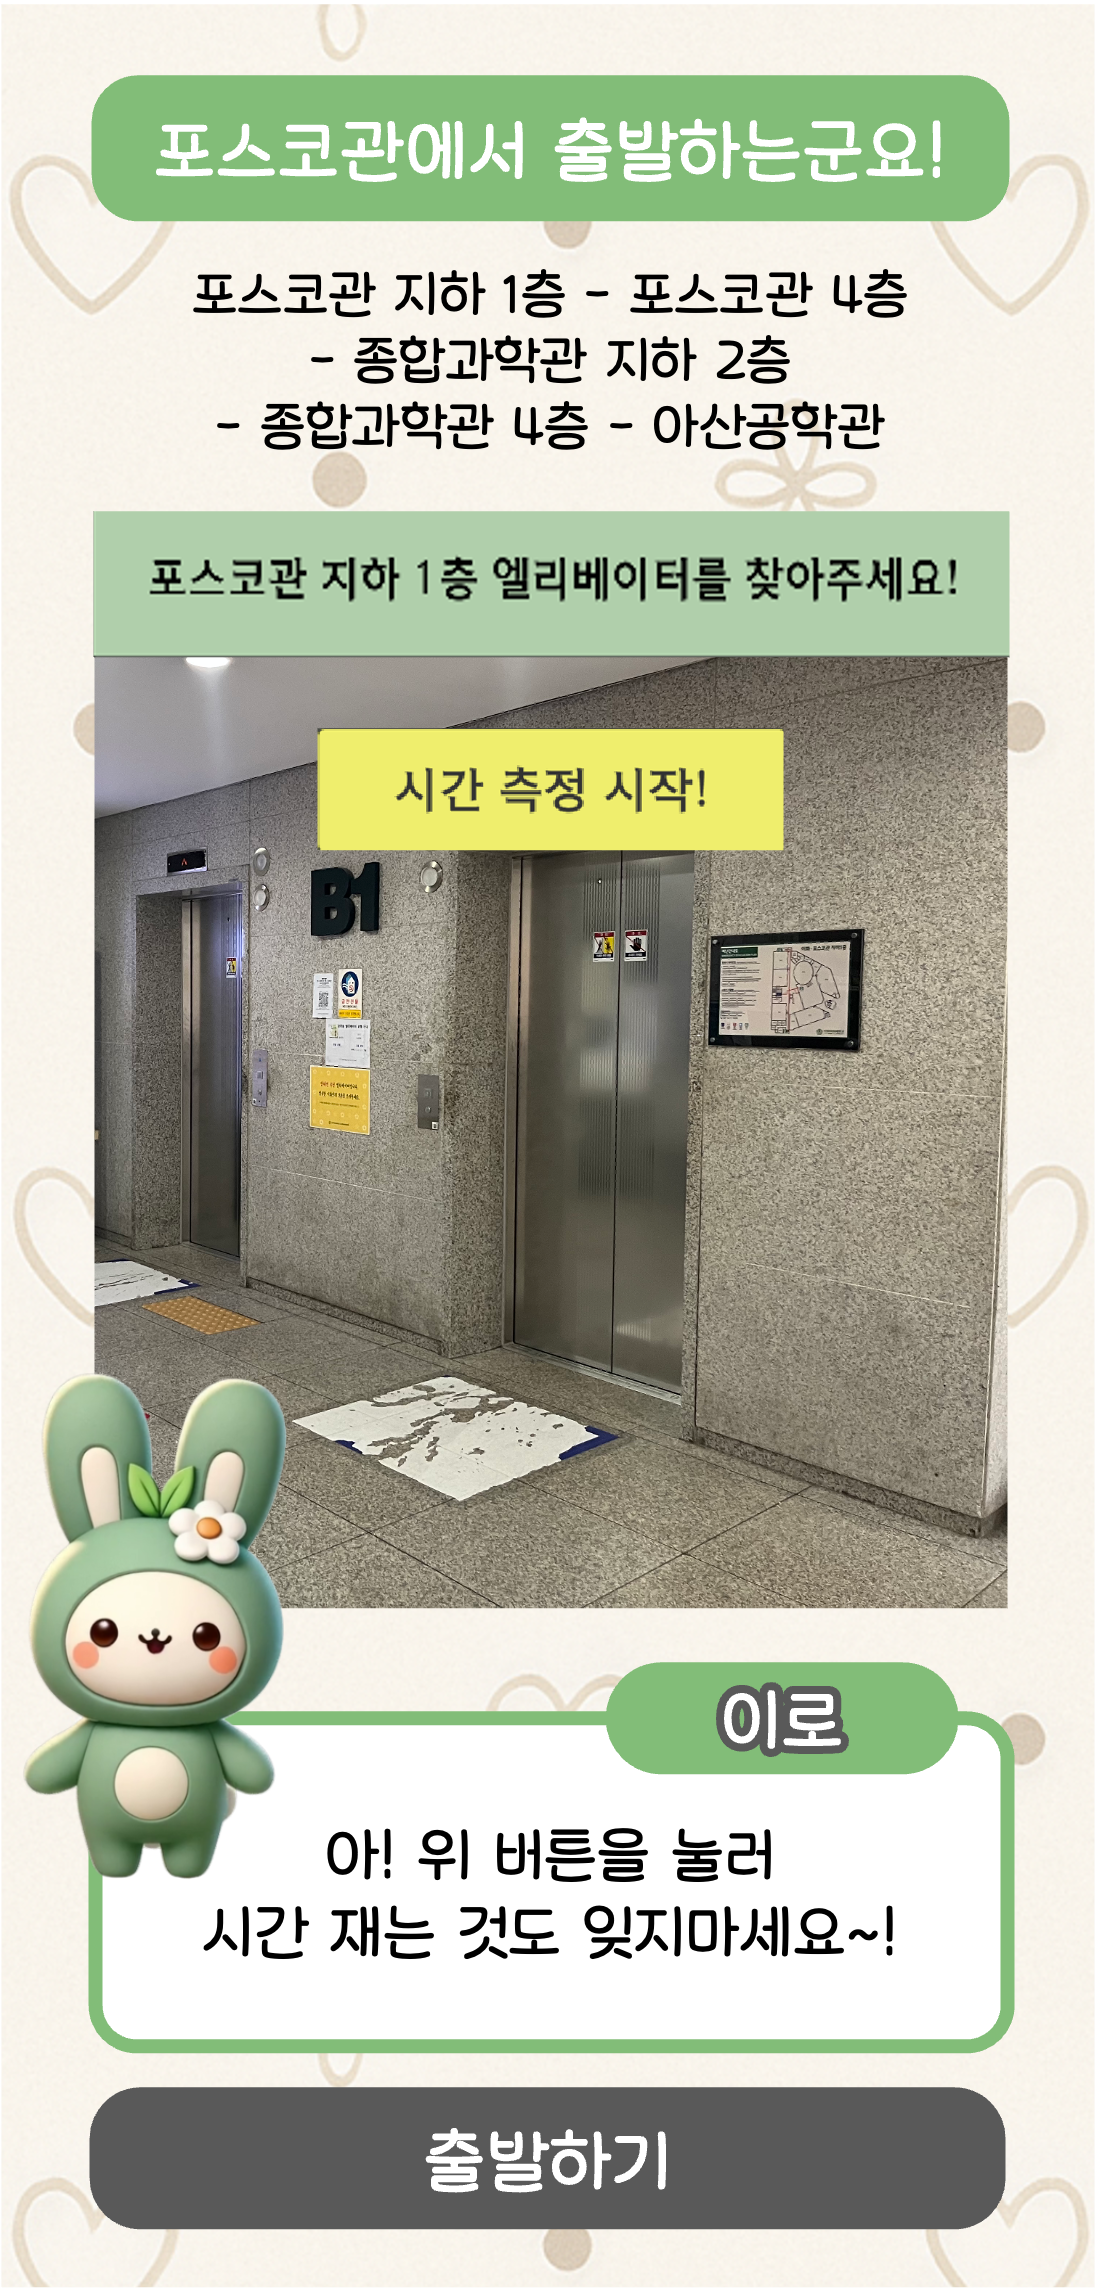 포스코관에서 출발하는군요!
포스코관 지하 1층 - 포스코관 4층
- 종합과학관 지하 2층
- 종합과학관 4층 - 아산공학관
포스코관 지하 1층 엘리베이터를 찾아주세요!
시간 측정 시작!
B1
이로
아! 위 버튼을 눌러
시간 재는 것도 잊지마세요~!
출발하기